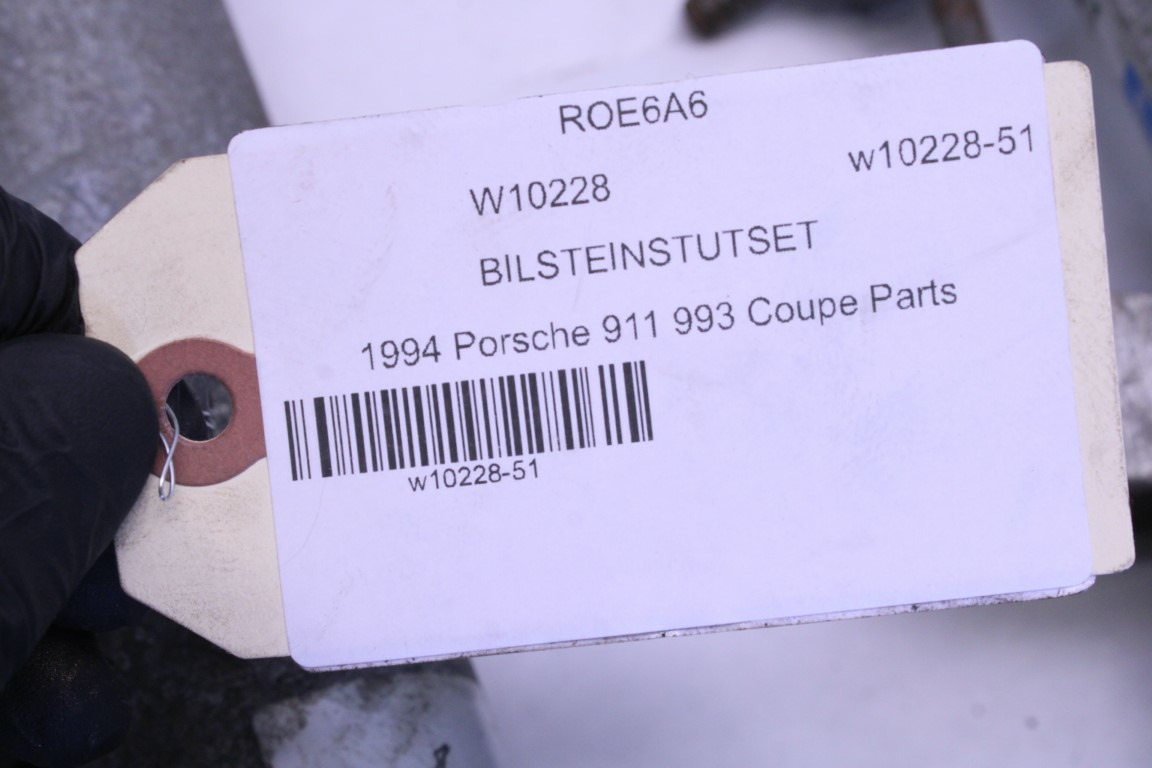 ROE6A6
w10228-51
W10228
BILSTEINSTUTSET
1994 Porsche 911 993 Coupe Parts
w10228-51